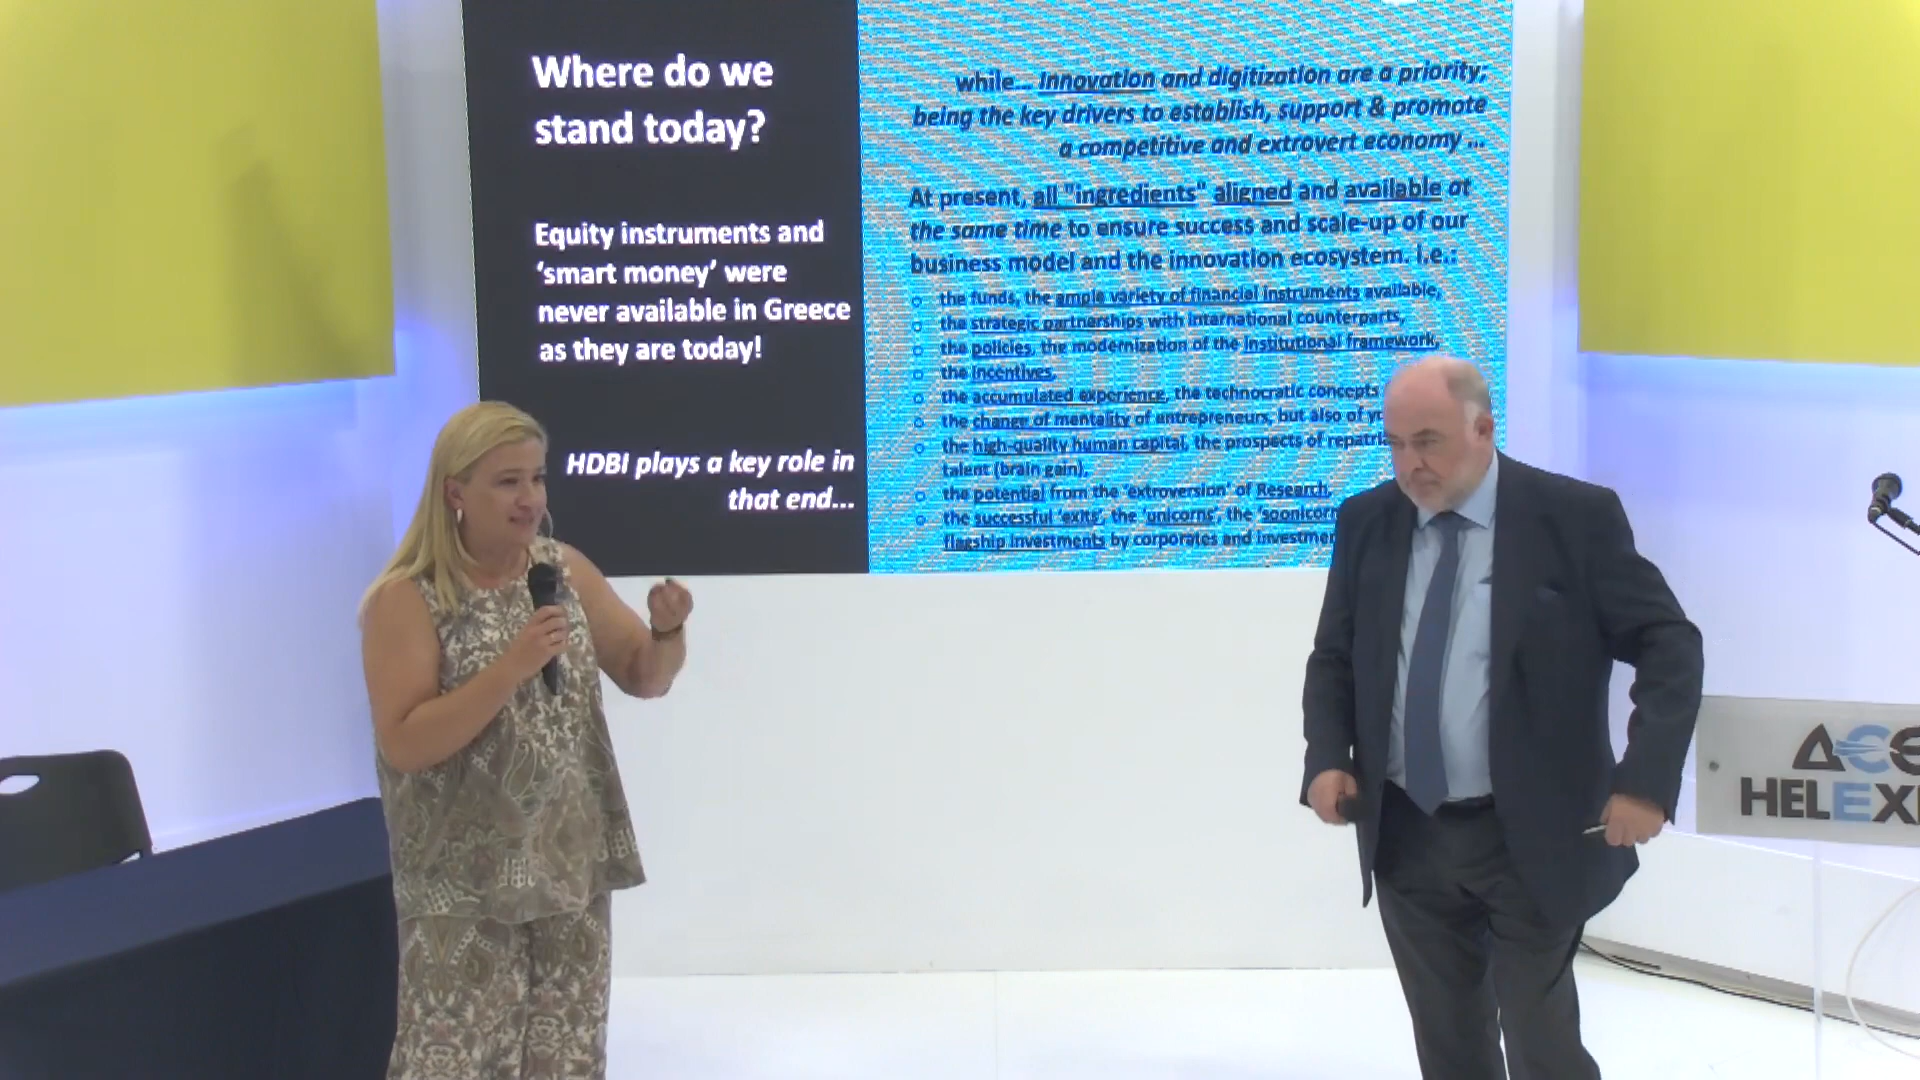 Where do we
stand today?
Equity instruments and
‘smart money’ were
never available in Greece
as they are today!
HDBI plays a key role in
that end...
while... Innovation and digitization are a priority;
being the key drivers to establish, support & promote
a competitive and extrovert economy ...
At present, all "ingredients" aligned and available at
the same time to ensure success and scale-up of our
business model and the innovation ecosystem. i.e.:
the funds, the ample variety of financial instruments available,
the strategic partnerships with international counterparts,
the policies, the modernization of the institutional framework,
the incentives,
the accumulated experience, the technocratic concepts
the change of mentality of entrepreneurs, but also of
the high-quality human capital, the prospects of
talent (brain gain),
the potential from the 'extroversion' of Research,
the successful 'exits', the 'unicorns', the
flagship investments by corporates and
HELEX